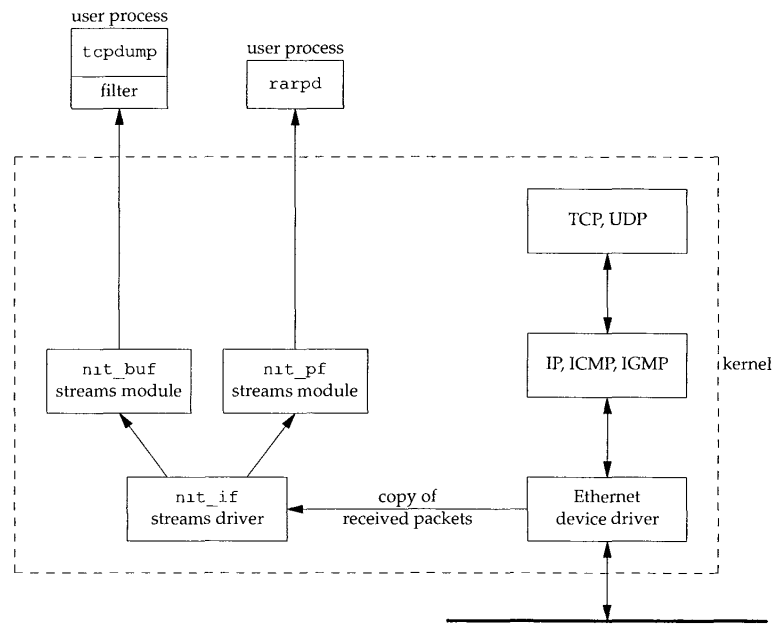 user process
tcpdump
filter
user process
rarpd
TCP, UDP
nit_buf
streams module
nit_pf
streams module
IP, ICMP, IGMP
kernel
nit_if
streams driver
copy of
received packets
Ethernet
device driver